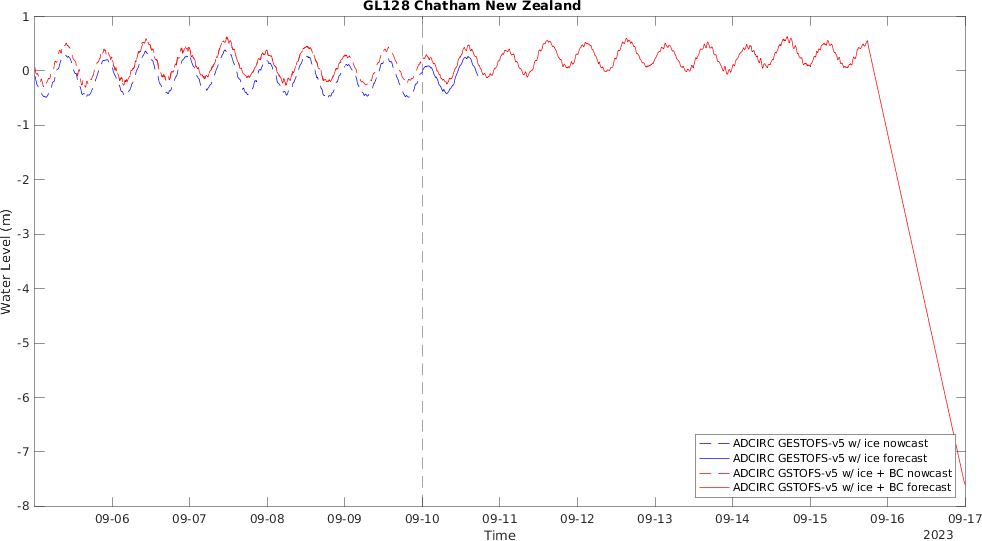 GL128 Chatham New Zealand
1
0
-1
-2
-3
-4
-5
-6
-7
-8
Water Level (m)
ADCIRC GESTOFS-v5 w/ ice nowcast
ADCIRC GESTOFS-v5 w/ ice forecast
ADCIRC GSTOFS-v5 w/ ice + BC nowcast
ADCIRC GSTOFS-v5 w/ ice + BC forecast
09-06 09-07 09-08 09-09 09-10 09-11 09-12 09-13 09-14 09-15 09-16 09-17
Time
2023